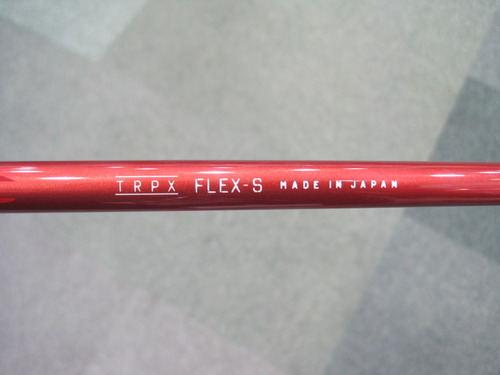 TRPX FLEX-S MADE IN JAPAN